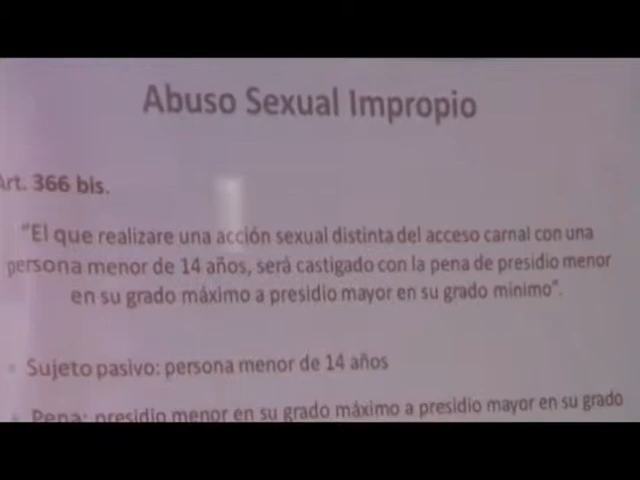 Abuso Sexual Impropio
Art. 366 bis.
"El que realizare una acción sexual distinta del acceso carnal con una
persona menor de 14 años, será castigado con la pena de presidio menor
en su grado máximo a presidio mayor en su grado mínimo".
Sujeto pasivo: persona menor de 14 años
Pena: presidio menor en su grado máximo a presidio mayor en su grado